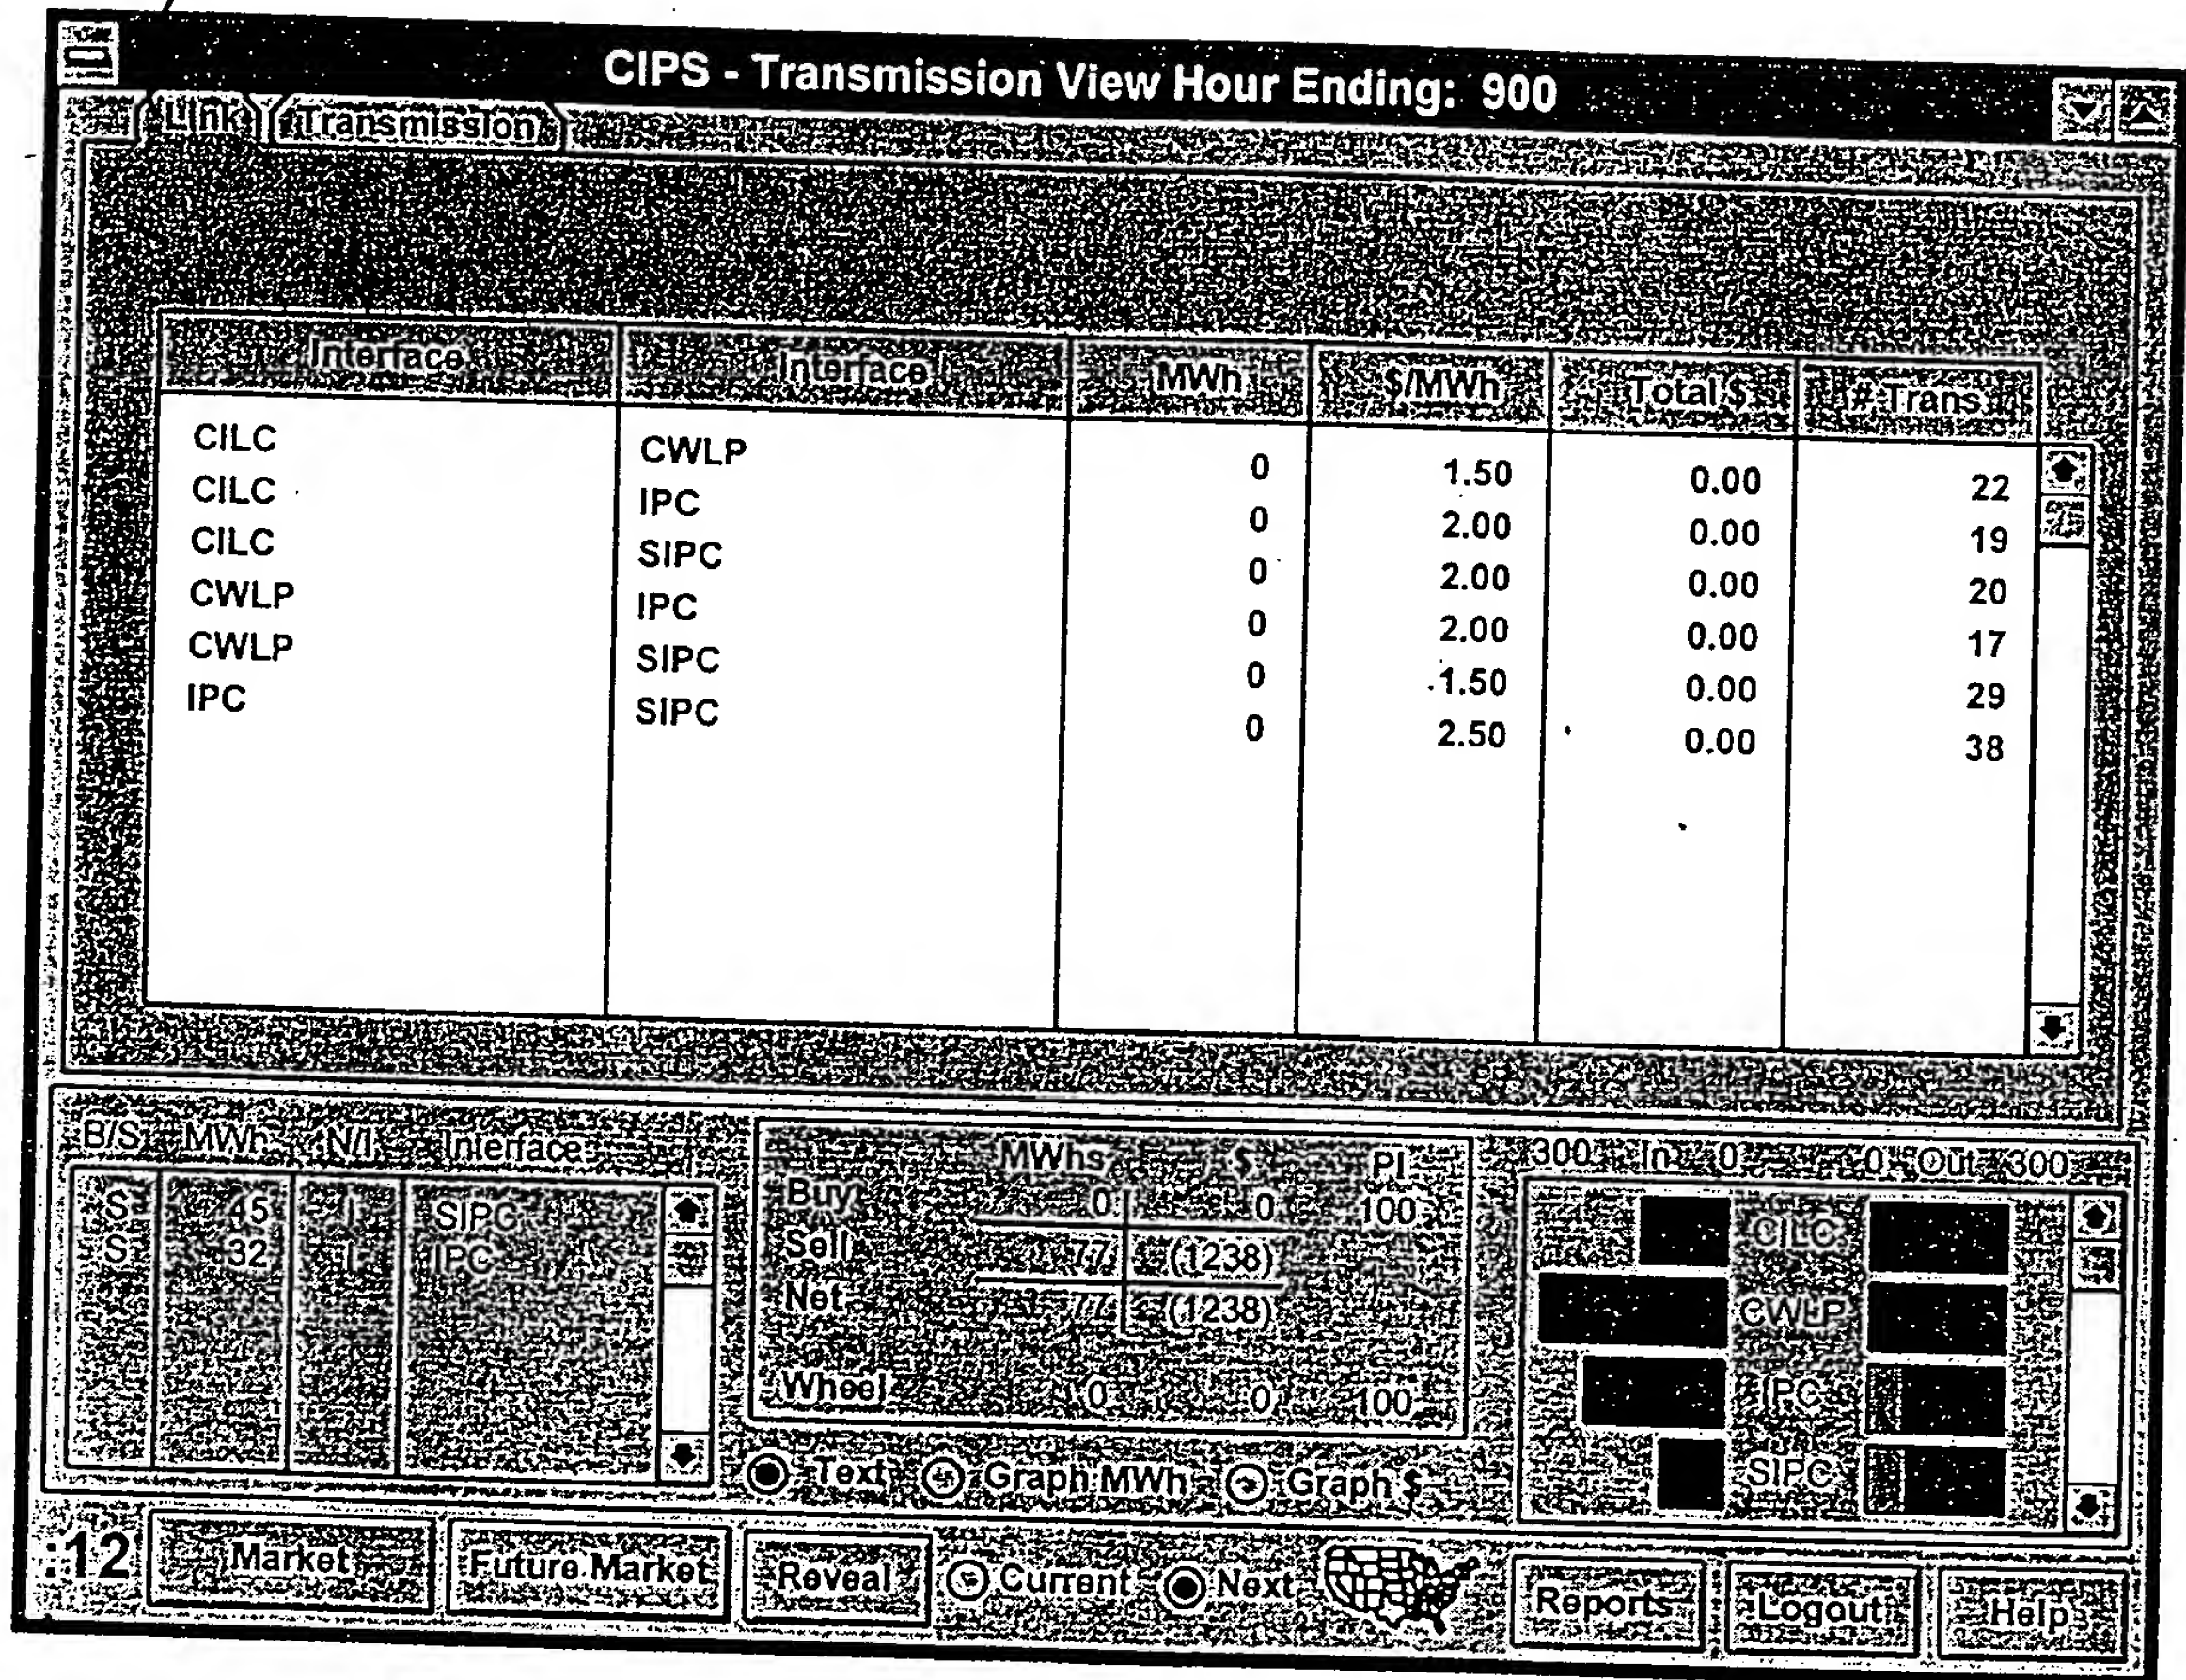 CIPS - Transmission View Hour Ending: 900
Link Transmission
Interface Interface MWh $/MWh Total $ # Trans
CILC CWLP 0 1.50 0.00 22
CILC IPC 0 2.00 0.00 19
CILC SIPC 0 2.00 0.00 20
CWLP IPC 0 2.00 0.00 17
CWLP SIPC 0 1.50 0.00 29
IPC SIPC 0 2.50 0.00 38
B/S MWh N/I Interface
S 45 I SIPC
S 32 I IPC
MWhs $ PI
Buy 0 0 100
Sell 77 (1238)
Net 77 (1238)
Wheel 0 0 100
Text Graph MWh Graph $
300 In 0 0 Out 300
CILC
CWLP
IPC
SIPC
:12 Market Future Market Reveal Current Next Reports Logout Help